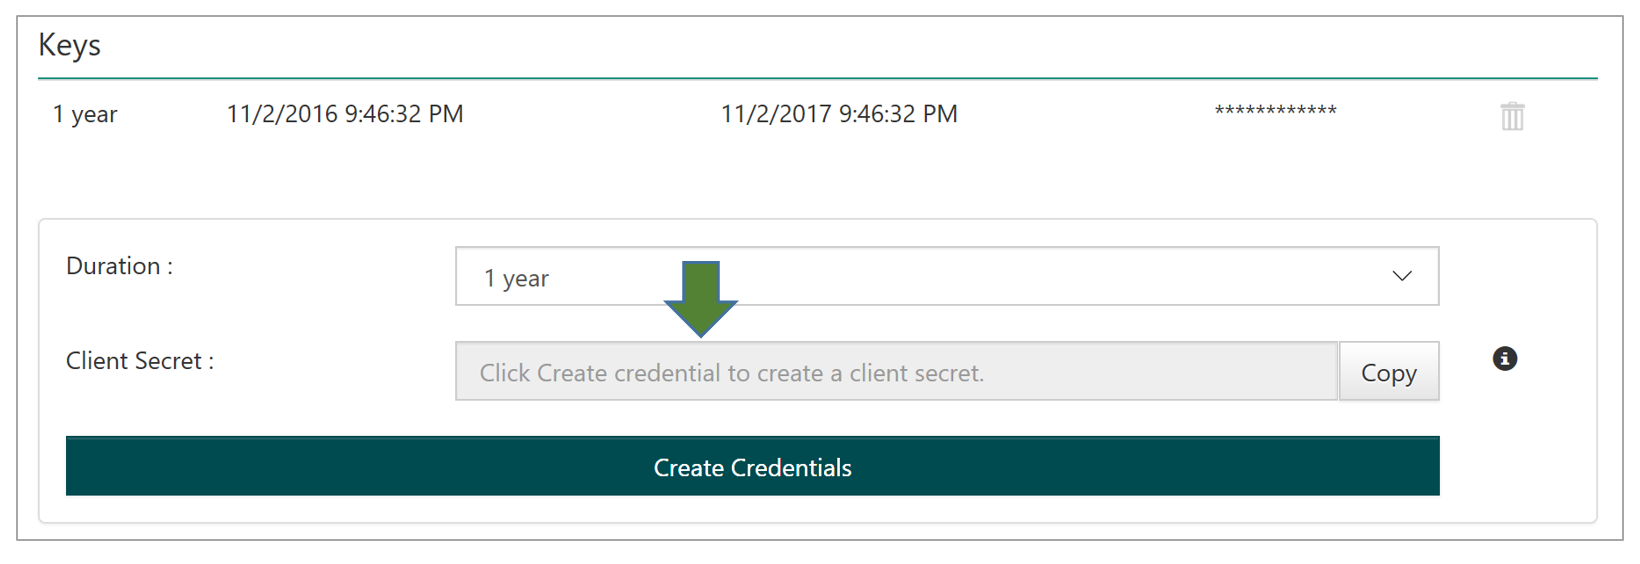 Keys
1 year 11/2/2016 9:46:32 PM 11/2/2017 9:46:32 PM ************
Duration :
1 year
Client Secret :
Click Create credential to create a client secret.
Copy
Create Credentials